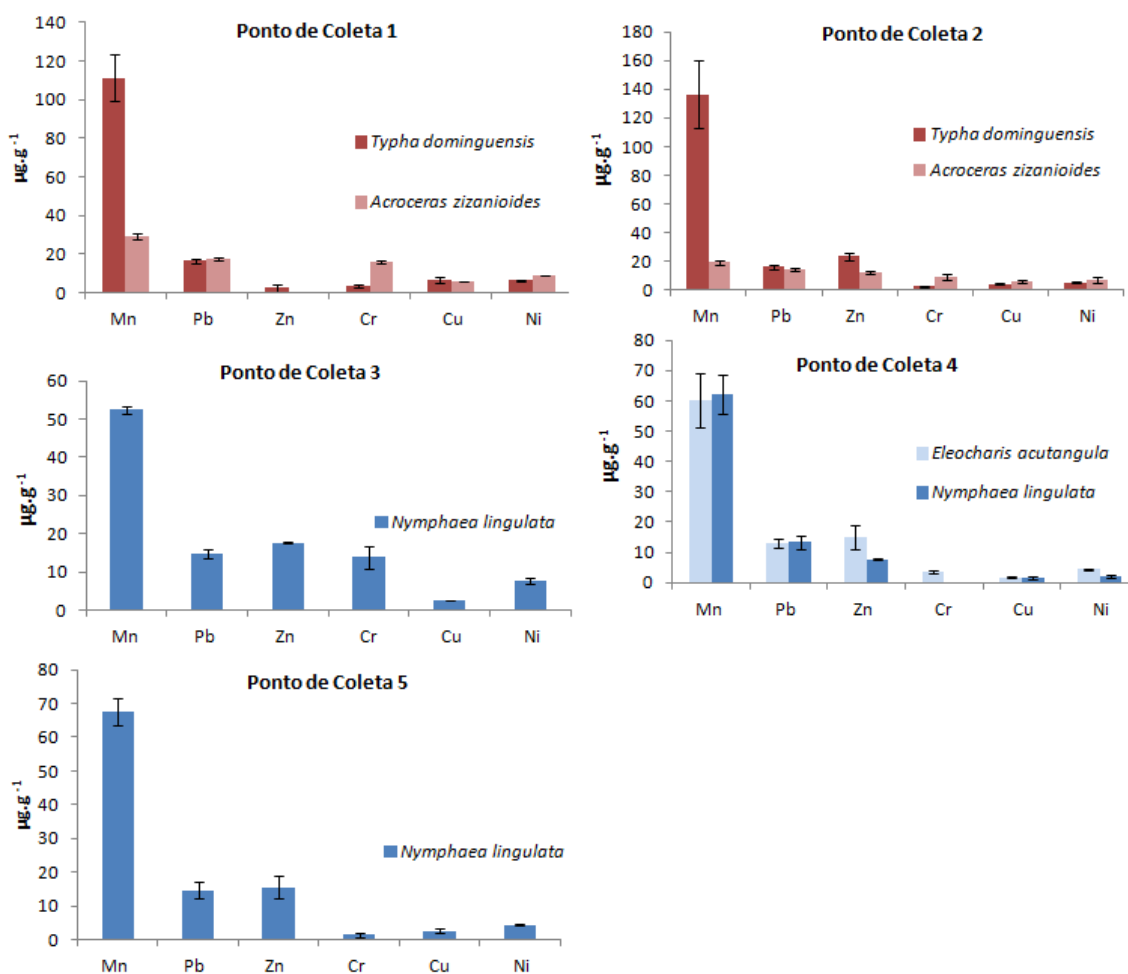 Ponto de Coleta 1
140
120
100
80
60
40
20
0
µg.g⁻¹
Typha dominguensis
Acroceras zizanioides
Mn Pb Zn Cr Cu Ni
Ponto de Coleta 2
180
160
140
120
100
80
60
40
20
0
µg.g⁻¹
Typha dominguensis
Acroceras zizanioides
Mn Pb Zn Cr Cu Ni
Ponto de Coleta 3
60
50
40
30
20
10
0
µg.g⁻¹
Nymphaea lingulata
Mn Pb Zn Cr Cu Ni
Ponto de Coleta 4
80
70
60
50
40
30
20
10
0
µg.g⁻¹
Eleocharis acutangula
Nymphaea lingulata
Mn Pb Zn Cr Cu Ni
Ponto de Coleta 5
80
70
60
50
40
30
20
10
0
µg.g⁻¹
Nymphaea lingulata
Mn Pb Zn Cr Cu Ni